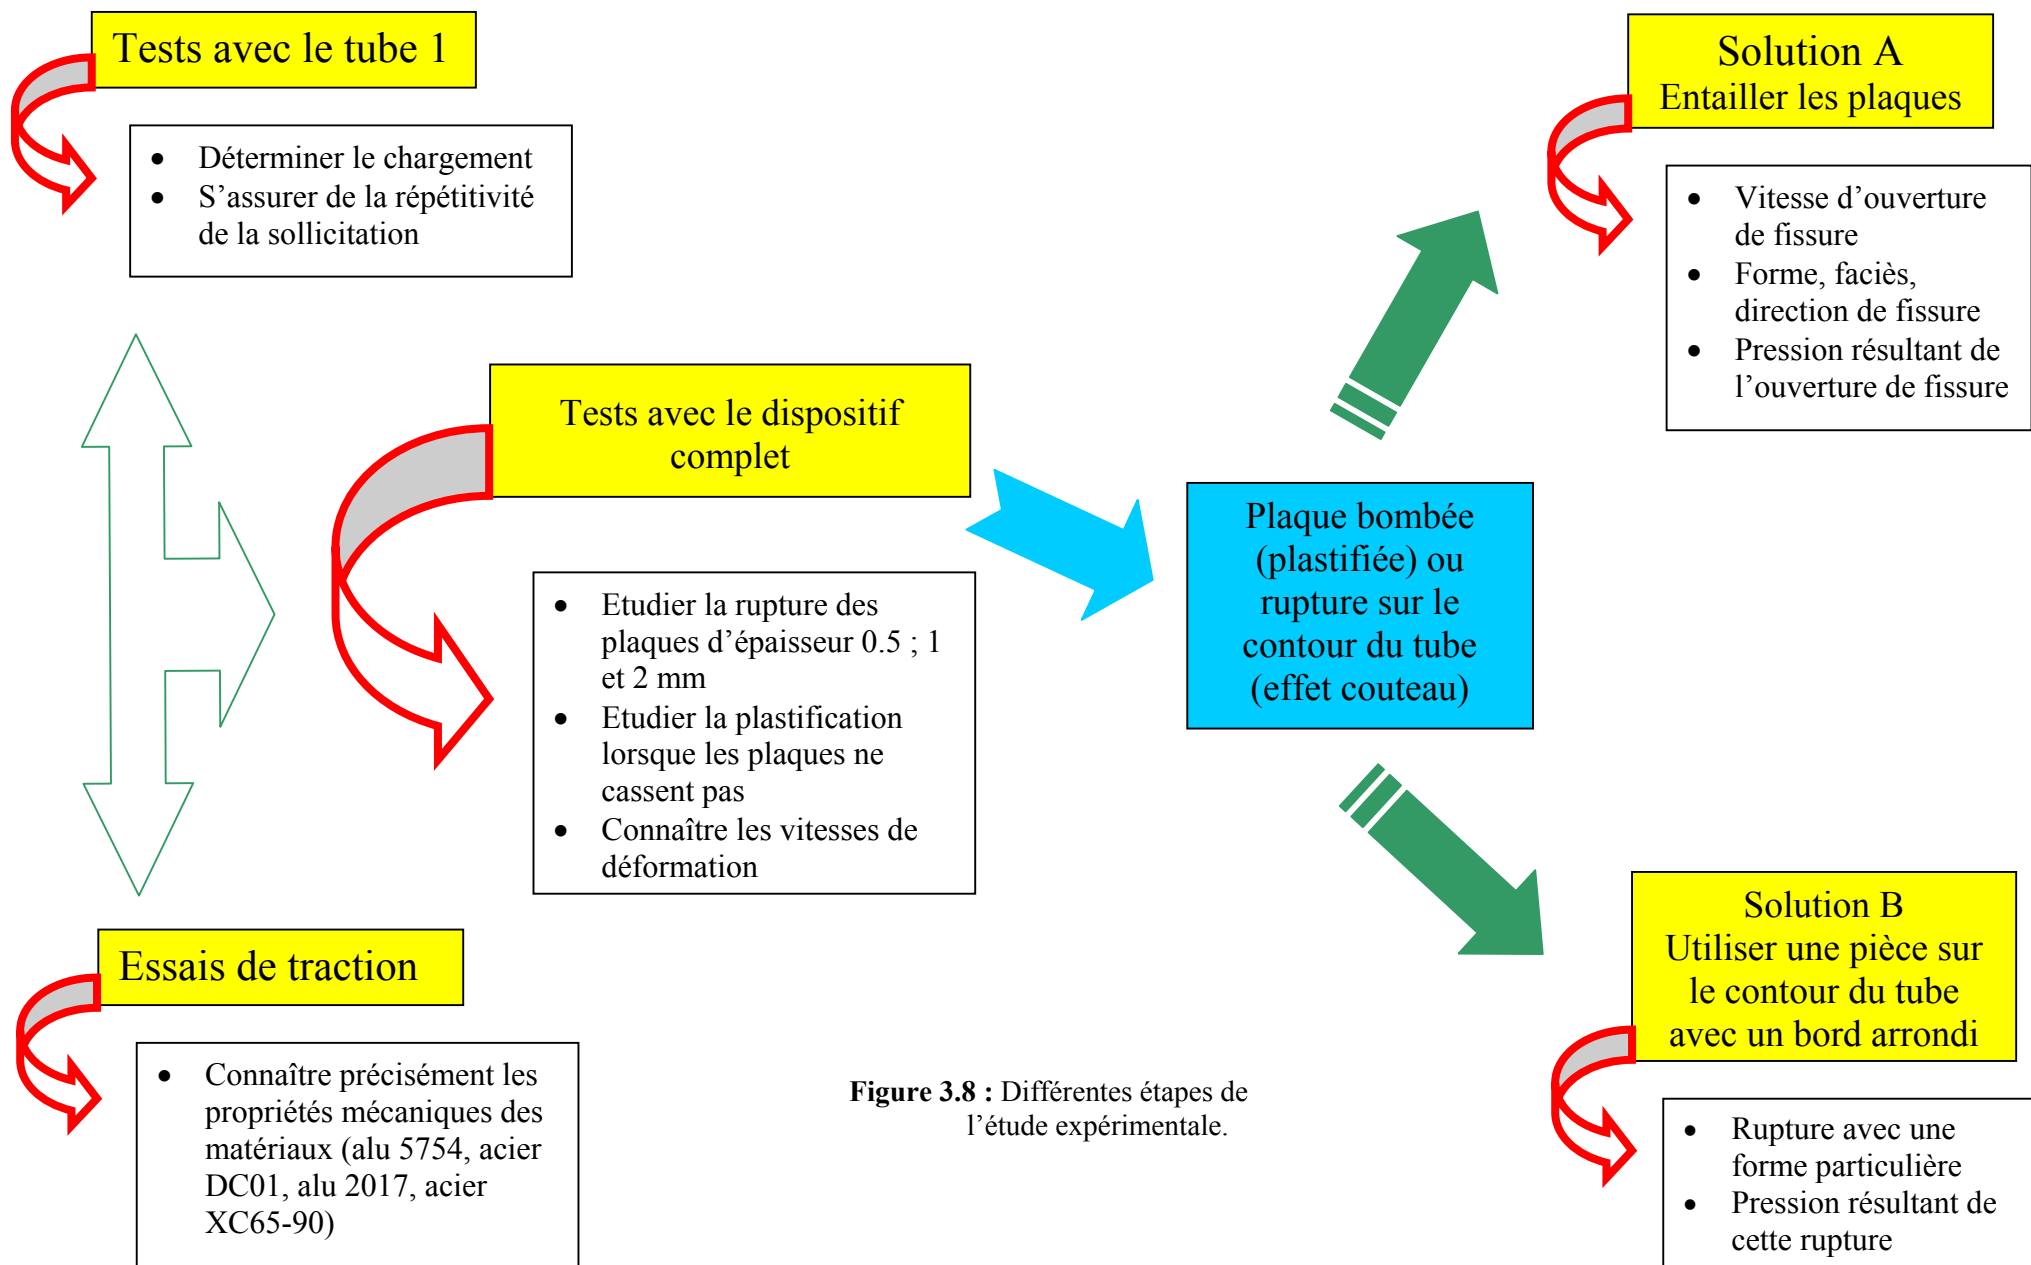 Tests avec le tube 1
• Déterminer le chargement
• S’assurer de la répétitivité
de la sollicitation
Tests avec le dispositif
complet
• Etudier la rupture des
plaques d’épaisseur 0.5 ; 1
et 2 mm
• Etudier la plastification
lorsque les plaques ne
cassent pas
• Connaître les vitesses de
déformation
Essais de traction
• Connaître précisément les
propriétés mécaniques des
matériaux (alu 5754, acier
DC01, alu 2017, acier
XC65-90)
Plaque bombée
(plastifiée) ou
rupture sur le
contour du tube
(effet couteau)
Solution A
Entailler les plaques
• Vitesse d’ouverture
de fissure
• Forme, faciès,
direction de fissure
• Pression résultant de
l’ouverture de fissure
Solution B
Utiliser une pièce sur
le contour du tube
avec un bord arrondi
• Rupture avec une
forme particulière
• Pression résultant de
cette rupture
Figure 3.8 : Différentes étapes de
l’étude expérimentale.